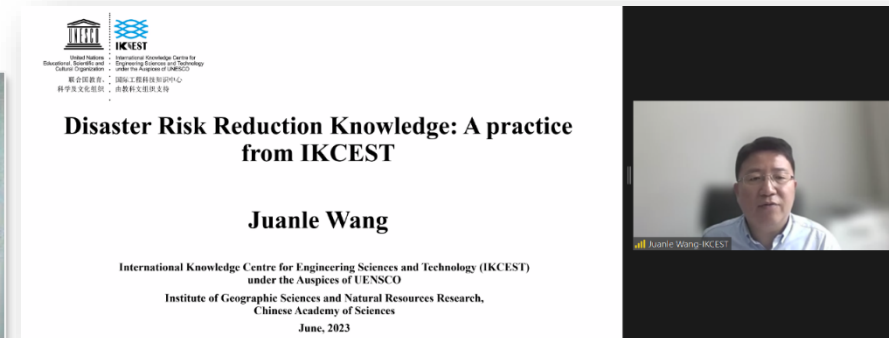 UNESCO
IKCEST
United Nations
Educational, Scientific and
Cultural Organization
International Knowledge Centre for
Engineering Sciences and Technology
under the Auspices of UNESCO
联合国教育、
科学及文化组织
国际工程科技知识中心
由教科文组织支持
Disaster Risk Reduction Knowledge: A practice
from IKCEST
Juanle Wang
International Knowledge Centre for Engineering Sciences and Technology (IKCEST)
under the Auspices of UENSCO
Institute of Geographic Sciences and Natural Resources Research,
Chinese Academy of Sciences
June, 2023
Juanle Wang-IKCEST